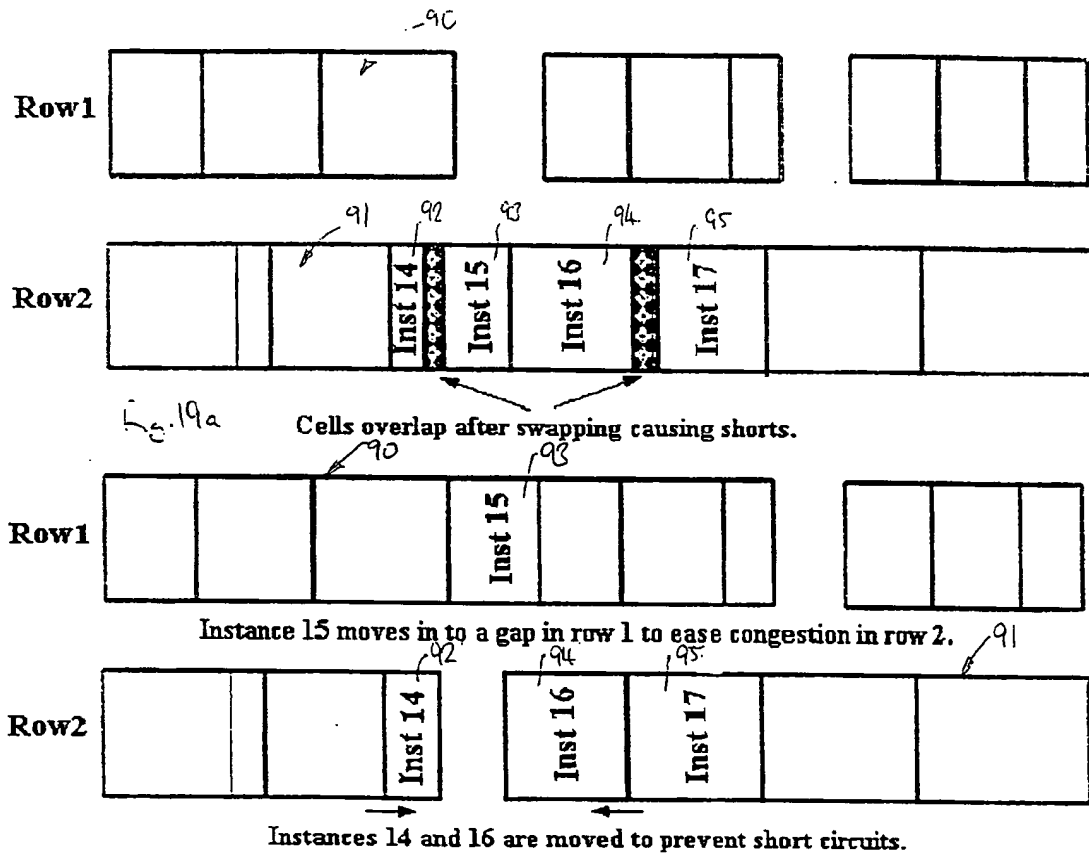 90
Row1
91 92 93 94 95
Row2 Inst 14 Inst 15 Inst 16 Inst 17
Fig. 19a
Cells overlap after swapping causing shorts.
90 93
Row1 Inst 15
Instance 15 moves in to a gap in row 1 to ease congestion in row 2.
92 94 95 91
Row2 Inst 14 Inst 16 Inst 17
Instances 14 and 16 are moved to prevent short circuits.